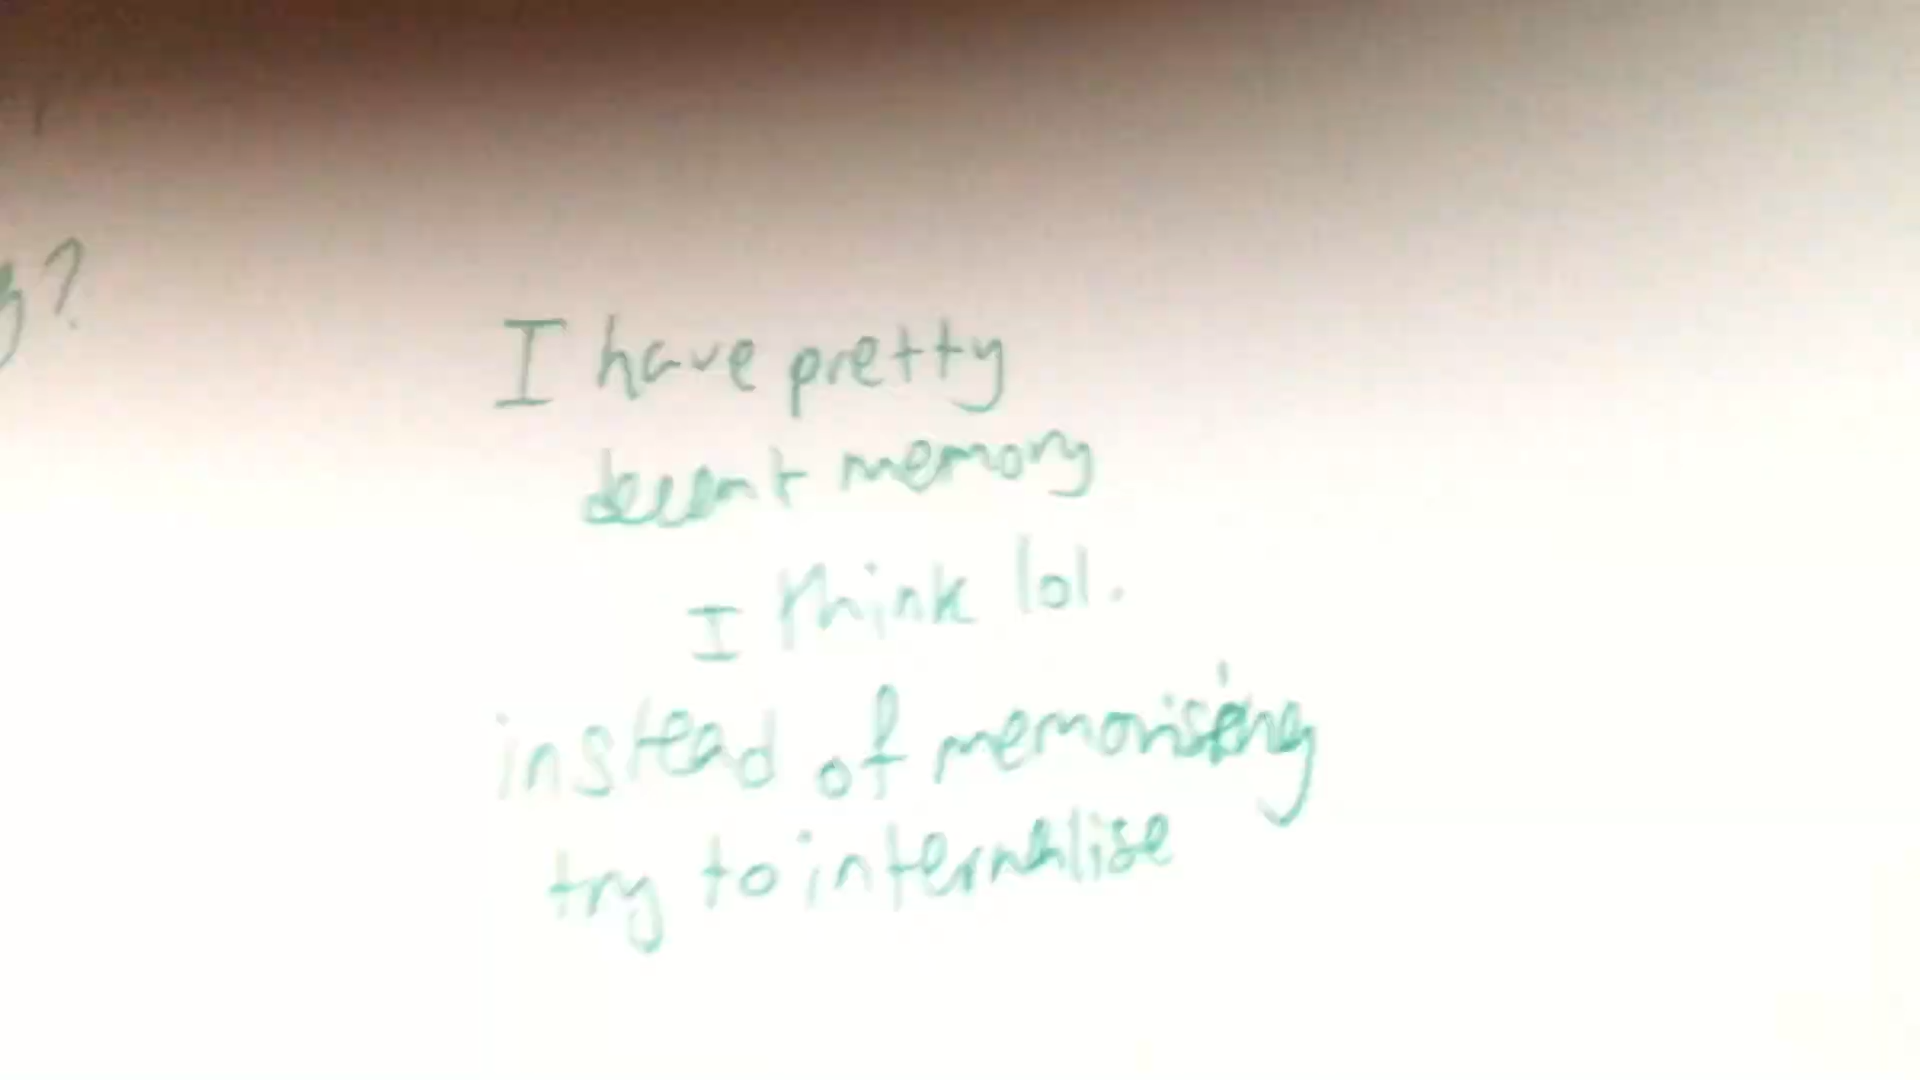 ?
I have pretty
decent memory
I think lol.
instead of memorising
try to internalise